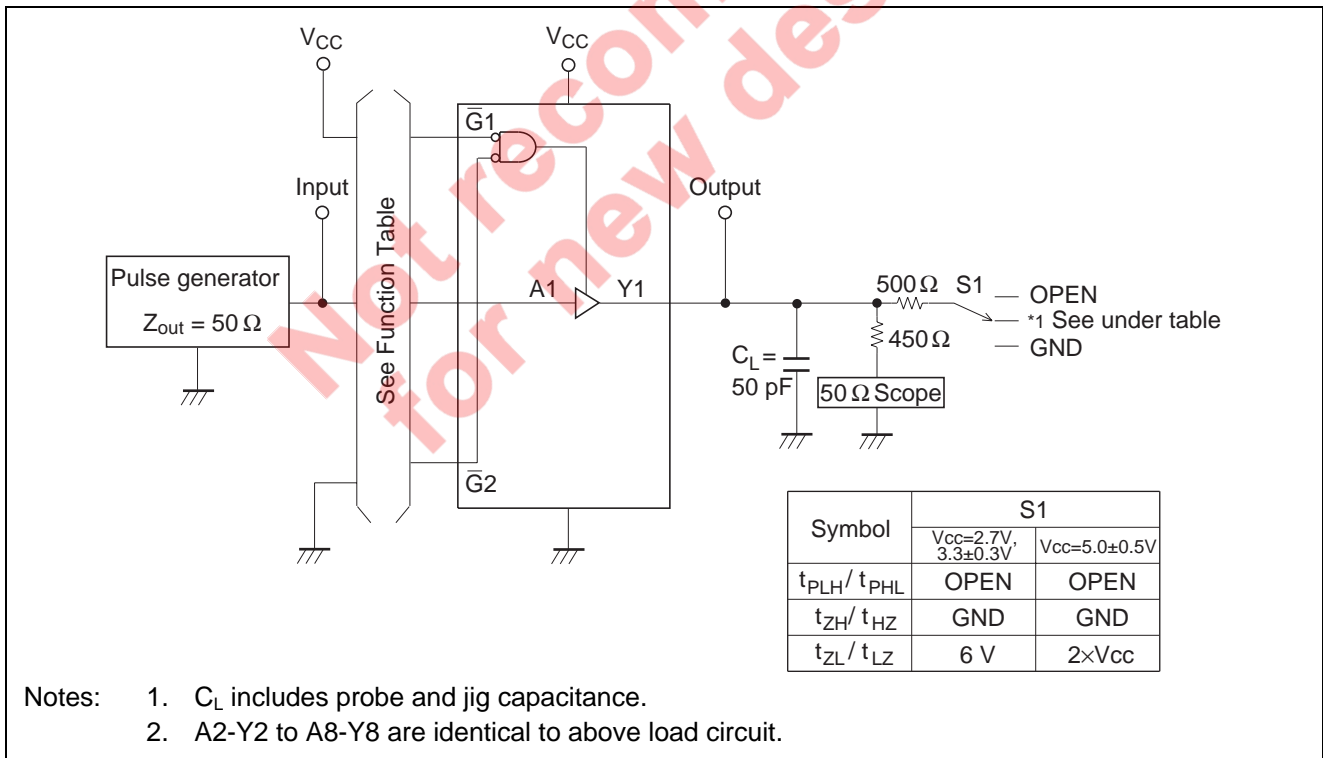 Not recom
for new des
VCC
VCC
G̅1
Input
Output
See Function Table
Pulse generator
Zout = 50 Ω
A1
Y1
500 Ω
S1
OPEN
*1 See under table
GND
450 Ω
CL =
50 pF
50 Ω Scope
G̅2
Symbol
S1
Vcc=2.7V,
3.3±0.3V
Vcc=5.0±0.5V
tPLH / tPHL OPEN OPEN
tZH / tHZ GND GND
tZL / tLZ 6 V 2×Vcc
Notes: 1. CL includes probe and jig capacitance.
2. A2-Y2 to A8-Y8 are identical to above load circuit.